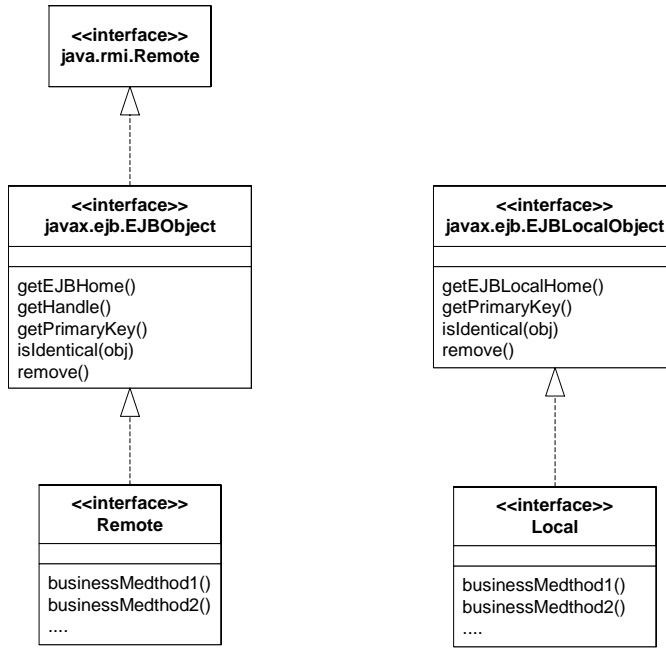 <<interface>>
java.rmi.Remote
<<interface>>
javax.ejb.EJBObject
getEJBHome()
getHandle()
getPrimaryKey()
isIdentical(obj)
remove()
<<interface>>
Remote
businessMedthod1()
businessMedthod2()
....
<<interface>>
javax.ejb.EJBLocalObject
getEJBLocalHome()
getPrimaryKey()
isIdentical(obj)
remove()
<<interface>>
Local
businessMedthod1()
businessMedthod2()
....